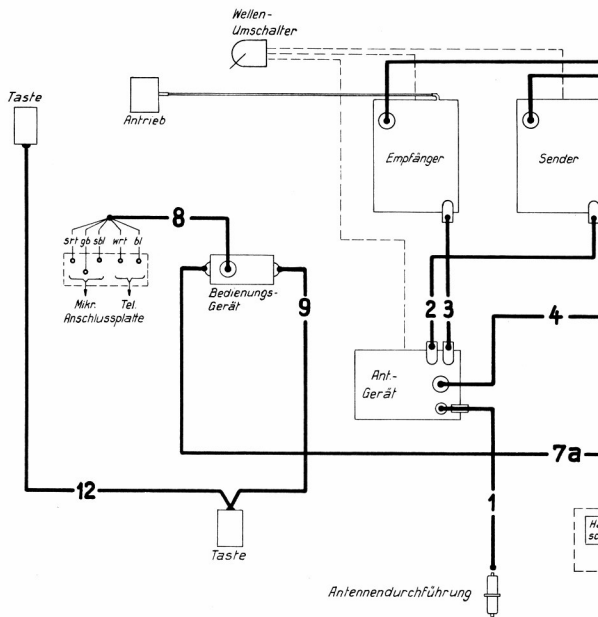 Wellen-
Umschalter
Taste
Antrieb
Empfänger
Sender
8
srt gb sbl wrt bl
Mikr. Tel.
Anschlussplatte
Bedienungs-
Gerät
9
2 3
4
Ant.-
Gerät
7a
12
1
Taste
Antennendurchführung